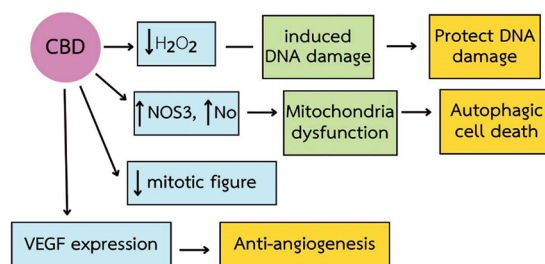 CBD
↓H₂O₂
induced
DNA damage
Protect DNA
damage
↑NOS3, ↑No
Mitochondria
dysfunction
Autophagic
cell death
↓mitotic figure
VEGF expression
Anti-angiogenesis